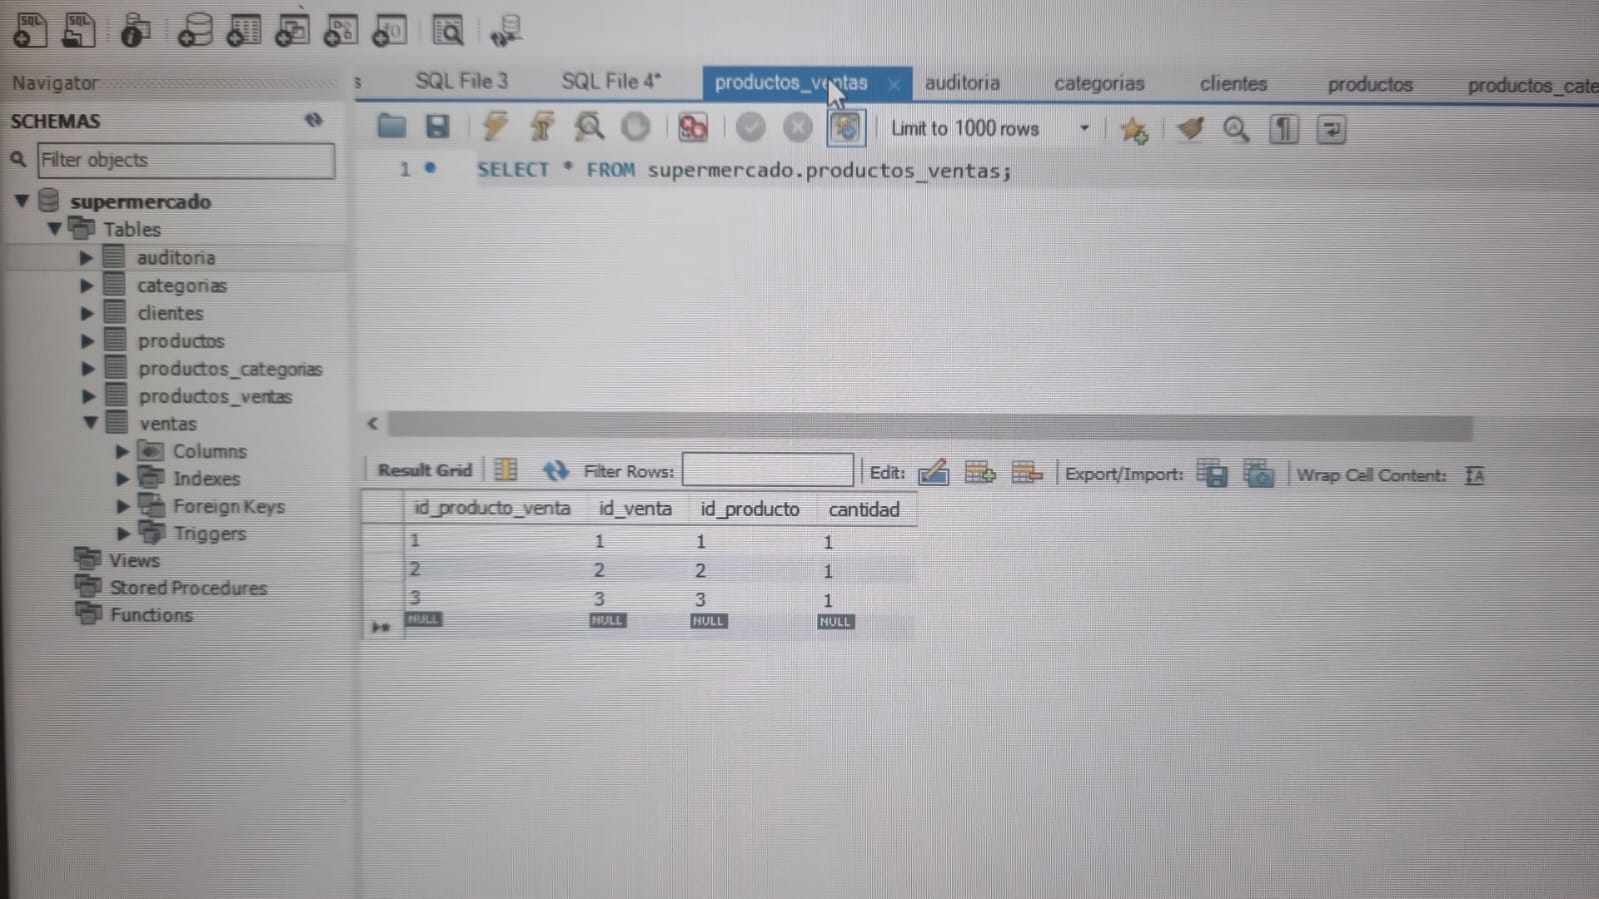 SQL
SQL
Navigator
s
SQL File 3
SQL File 4*
productos_ventas
auditoria
categorias
clientes
productos
productos_cate
SCHEMAS
Limit to 1000 rows
Filter objects
1
SELECT * FROM supermercado.productos_ventas;
supermercado
Tables
auditoria
categorias
clientes
productos
productos_categorias
productos_ventas
ventas
Columns
Indexes
Foreign Keys
Triggers
Views
Stored Procedures
Functions
Result Grid
Filter Rows:
Edit:
Export/Import:
Wrap Cell Content:
id_producto_venta id_venta id_producto cantidad
1 1 1 1
2 2 2 1
3 3 3 1
NULL NULL NULL NULL